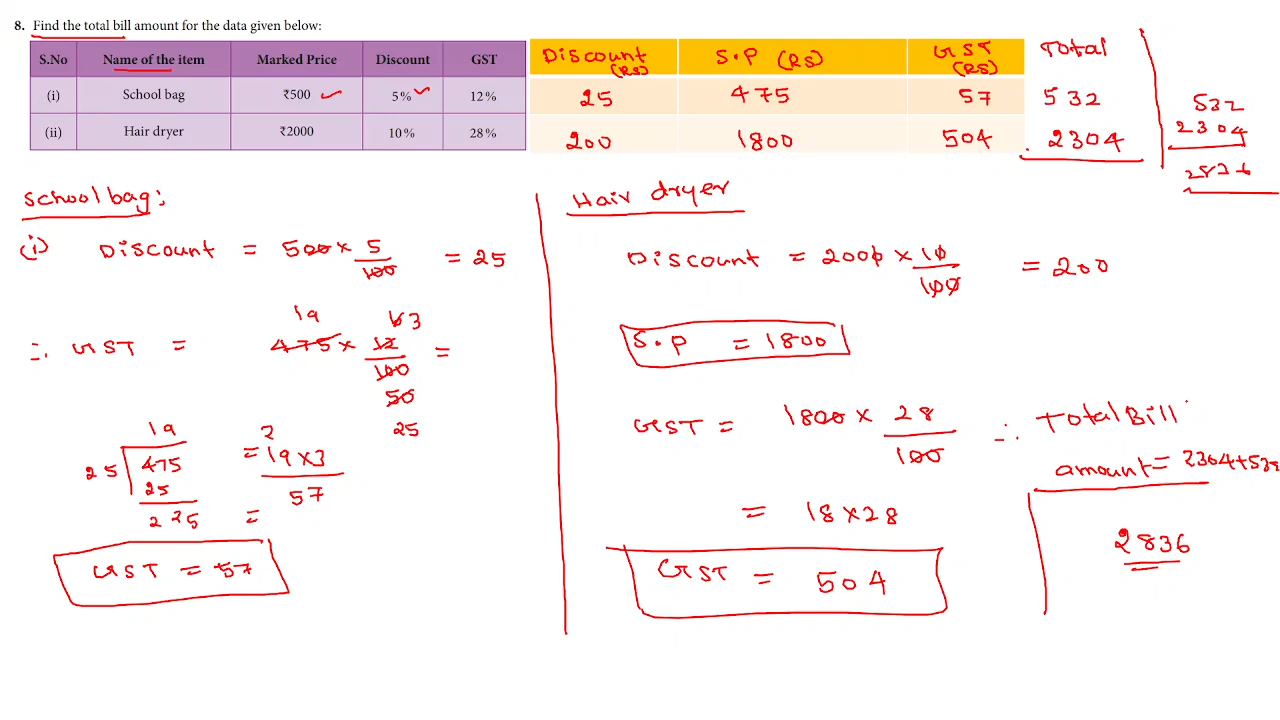 8. Find the total bill amount for the data given below:
S.No Name of the item Marked Price Discount GST Discount (RS) S.P (RS) GST (RS) Total
(i) School bag ₹500 5% 12% 25 475 57 532
(ii) Hair dryer ₹2000 10% 28% 200 1800 504 2304
532
2304
2836
School bag:
(i) Discount = 500 × 5/100 = 25
∴ GST = 475 × 12/100 =
19
6 3
50
25
19
25 475
25
225
2
= 19 × 3
57
=
GST = 57
Hair dryer
Discount = 2000 × 10/100 = 200
S.P = 1800
GST = 1800 × 28/100
= 18 × 28
GST = 504
∴ Total Bill
amount = 2304+532
2836